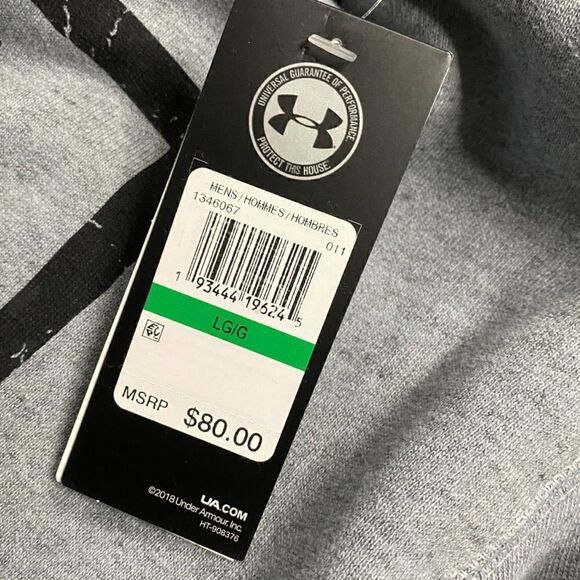 UNIVERSAL GUARANTEE OF PERFORMANCE.
PROTECT THIS HOUSE.
MENS/HOMMES/HOMBRES
1346067 011
1 93444 19624 5
LG/G
MSRP $80.00
UA.COM
©2018 Under Armour, Inc.
HT-908376